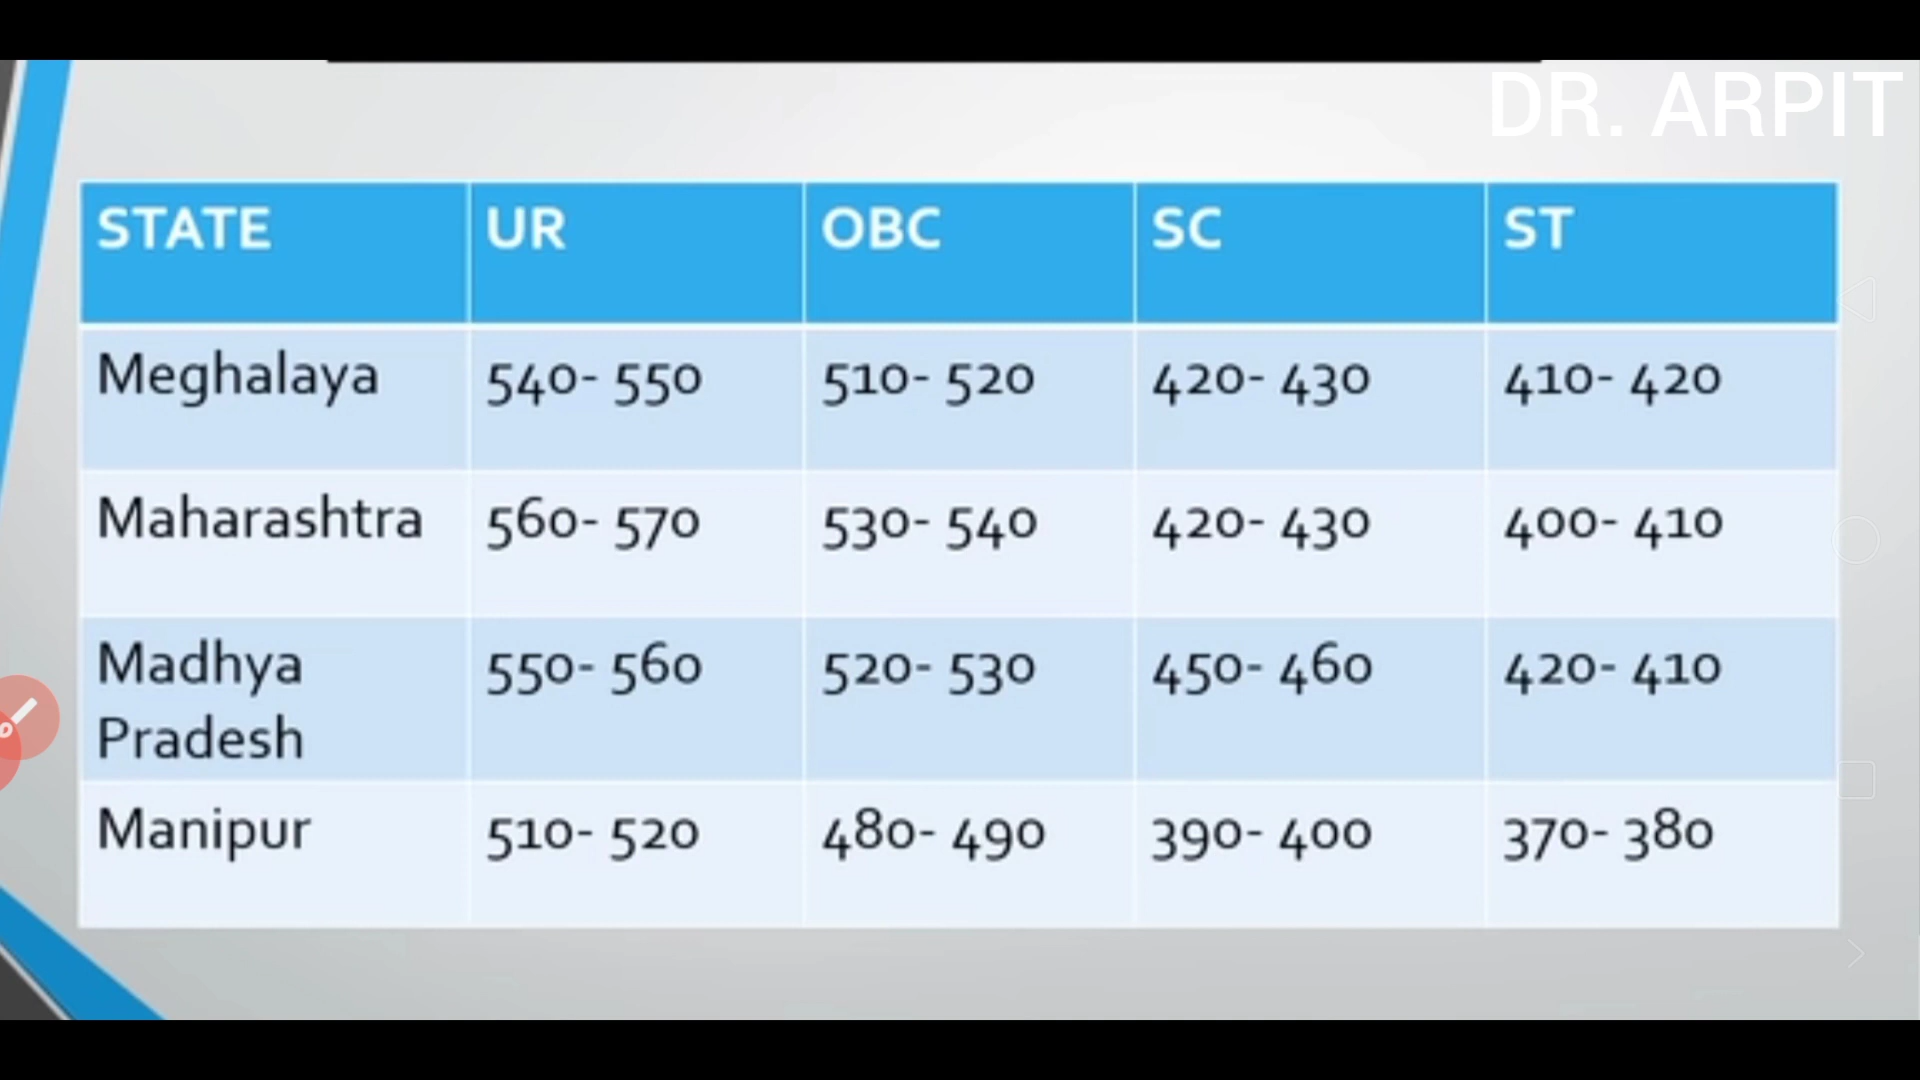 DR. ARPIT
STATE UR OBC SC ST
Meghalaya 540- 550 510- 520 420- 430 410- 420
Maharashtra 560- 570 530- 540 420- 430 400- 410
Madhya Pradesh 550- 560 520- 530 450- 460 420- 410
Manipur 510- 520 480- 490 390- 400 370- 380